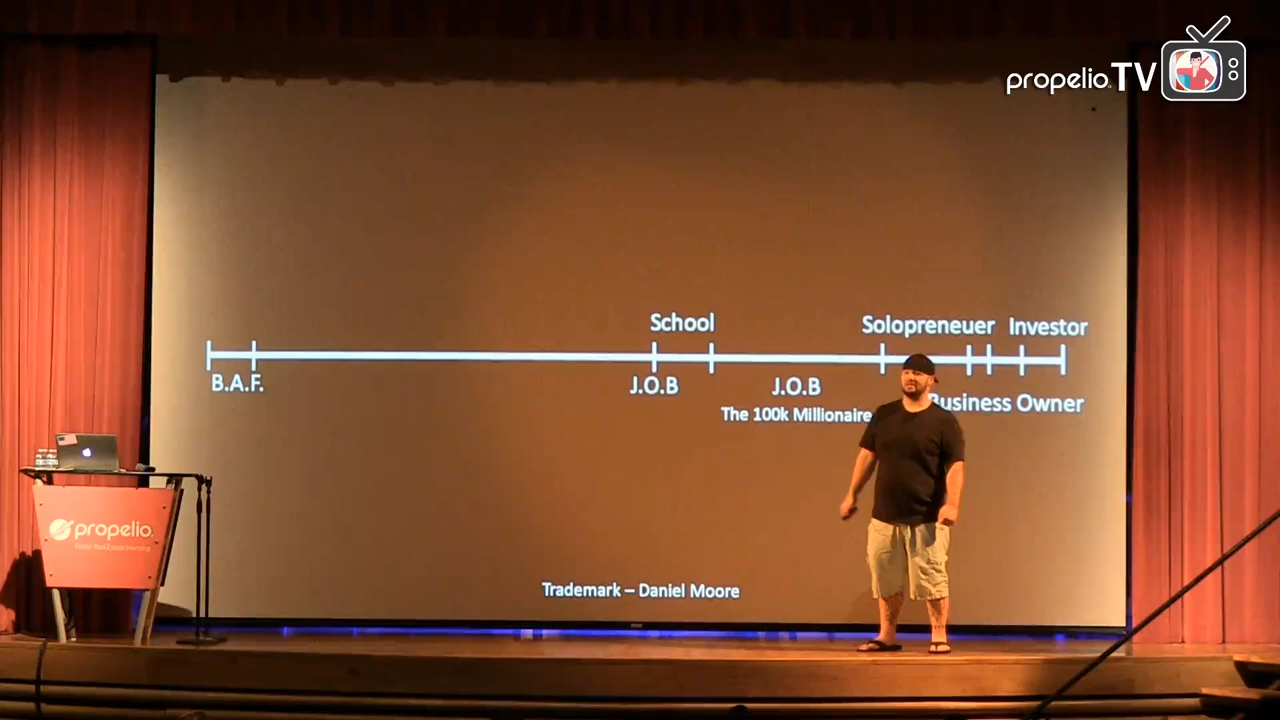 propelio TV
School
Solopreneuer
Investor
B.A.F.
J.O.B
J.O.B
Business Owner
The 100k Millionaire
propelio
Trademark – Daniel Moore